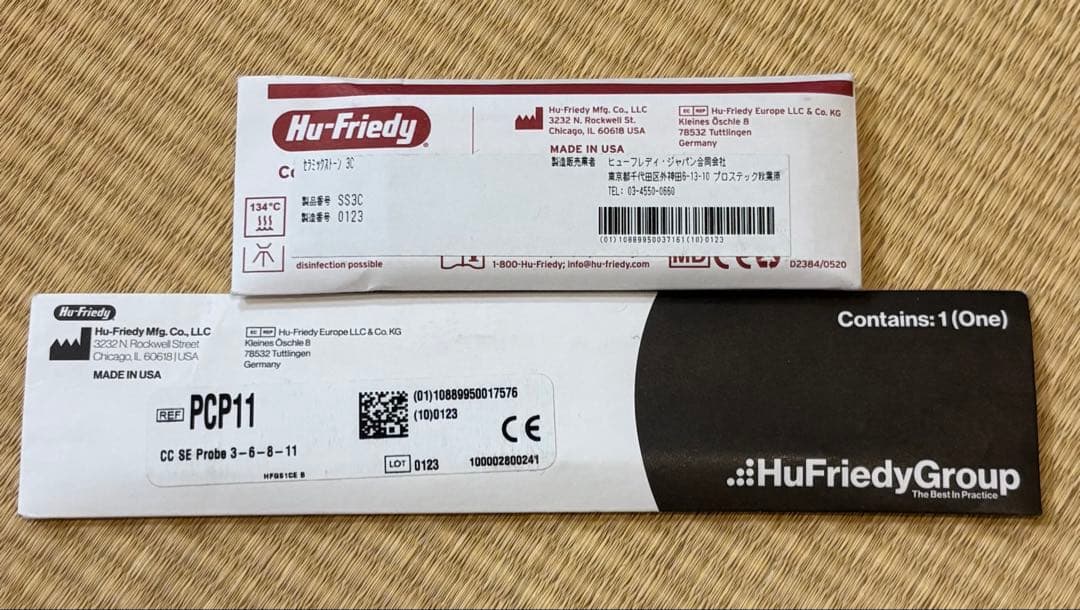 Hu-Friedy
Hu-Friedy Mfg. Co., LLC
3232 N. Rockwell St.
Chicago, IL 60618 USA
MADE IN USA
EC REP Hu-Friedy Europe LLC & Co. KG
Kleines Öschle 8
78532 Tuttlingen
Germany
セラミックストーン 3C
製品番号 SS3C
製造番号 0123
製造販売業者 ヒューフレディ・ジャパン合同会社
東京都千代田区外神田6-13-10 プロステック秋葉原
TEL: 03-4550-0660
(01)10889950037161(10)0123
134°C
disinfection possible
1-800-Hu-Friedy; info@hu-friedy.com
MD CE
D2384/0520
Hu-Friedy
Hu-Friedy Mfg. Co., LLC
3232 N. Rockwell Street
Chicago, IL 60618 | USA
MADE IN USA
EC REP Hu-Friedy Europe LLC & Co. KG
Kleines Öschle 8
78532 Tuttlingen
Germany
Contains: 1 (One)
REF PCP11
CC SE Probe 3-6-8-11
HFGS1CE B
(01)10889950017576
(10)0123
CE
LOT 0123
100002800241
HuFriedyGroup
The Best In Practice